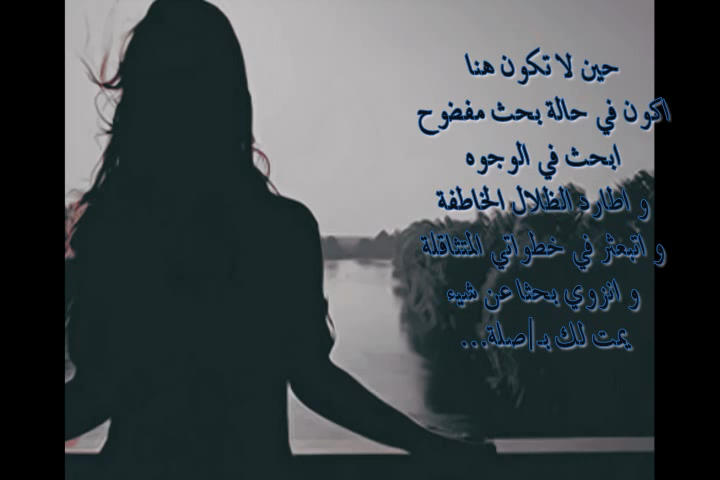 حين لا تكون هنا
اكون في حالة بحث مفضوح
ابحث في الوجوه
و اطارد الظلال الخاطفة
و اتبعثر في خطواتي المتثاقلة
و انزوي بحثا عن شيء
يمت لك بـ|صلة...